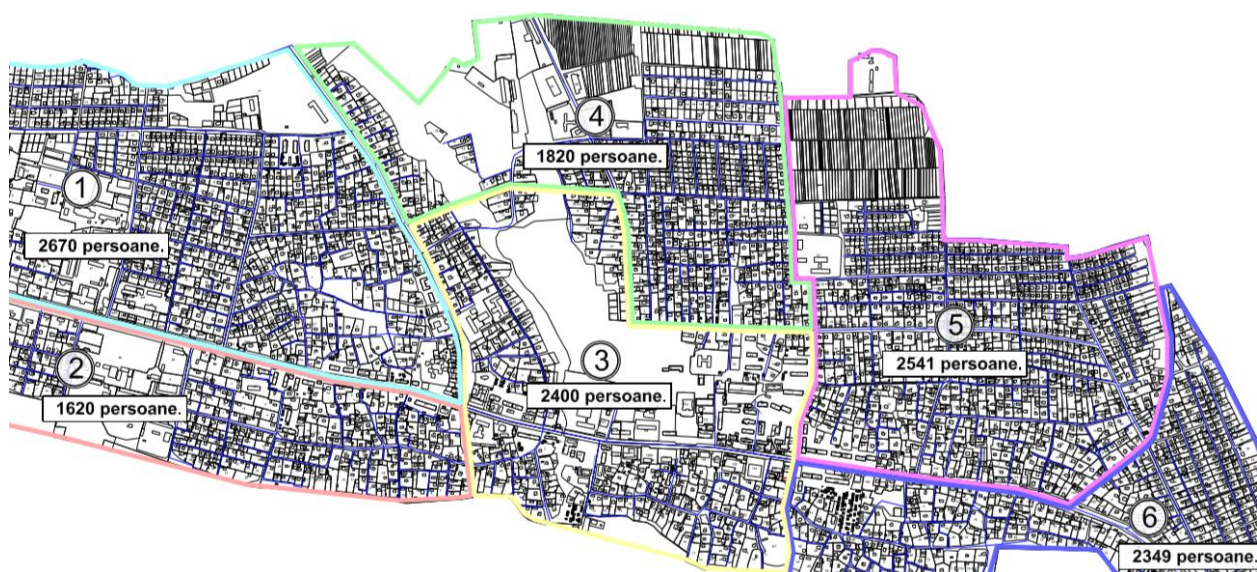 1
2670 persoane.
2
1620 persoane.
3
2400 persoane.
4
1820 persoane.
5
2541 persoane.
6
2349 persoane.